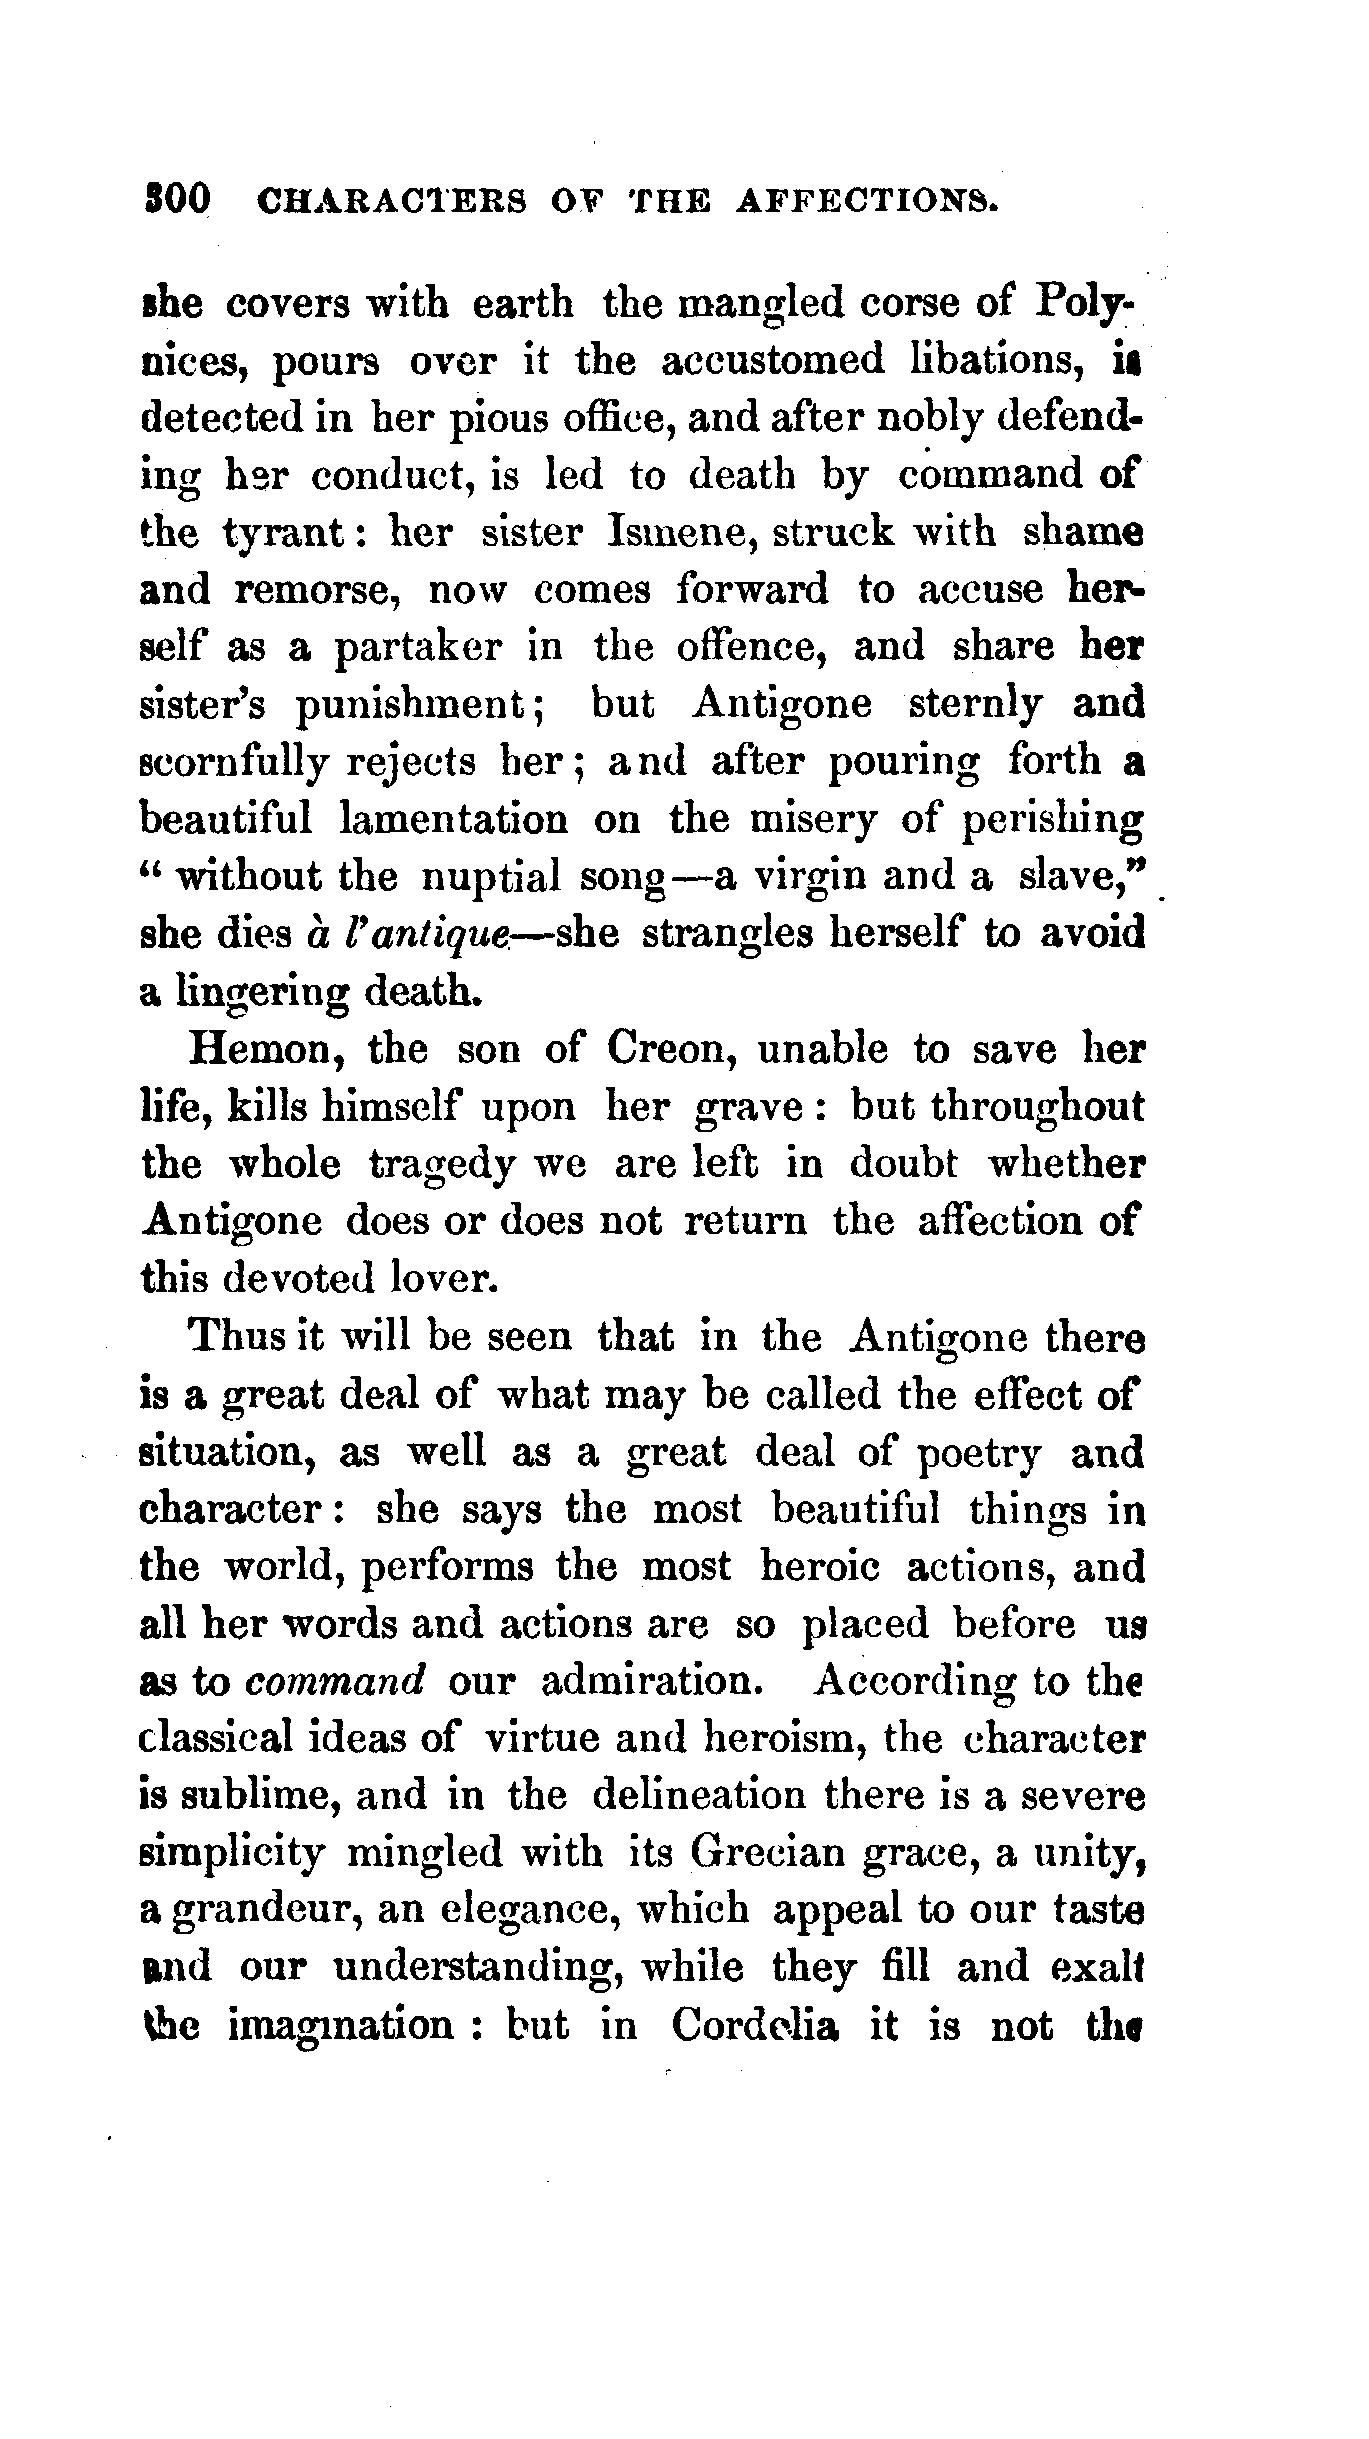 300 CHARACTERS OF THE AFFECTIONS.
she covers with earth the mangled corse of Poly-
nices, pours over it the accustomed libations, is
detected in her pious office, and after nobly defend-
ing her conduct, is led to death by command of
the tyrant : her sister Ismene, struck with shame
and remorse, now comes forward to accuse her-
self as a partaker in the offence, and share her
sister's punishment; but Antigone sternly and
scornfully rejects her; and after pouring forth a
beautiful lamentation on the misery of perishing
“ without the nuptial song—a virgin and a slave,”
she dies à l'antique—she strangles herself to avoid
a lingering death.
Hemon, the son of Creon, unable to save her
life, kills himself upon her grave : but throughout
the whole tragedy we are left in doubt whether
Antigone does or does not return the affection of
this devoted lover.
Thus it will be seen that in the Antigone there
is a great deal of what may be called the effect of
situation, as well as a great deal of poetry and
character : she says the most beautiful things in
the world, performs the most heroic actions, and
all her words and actions are so placed before us
as to command our admiration. According to the
classical ideas of virtue and heroism, the character
is sublime, and in the delineation there is a severe
simplicity mingled with its Grecian grace, a unity,
a grandeur, an elegance, which appeal to our taste
and our understanding, while they fill and exalt
the imagination : but in Cordelia it is not the